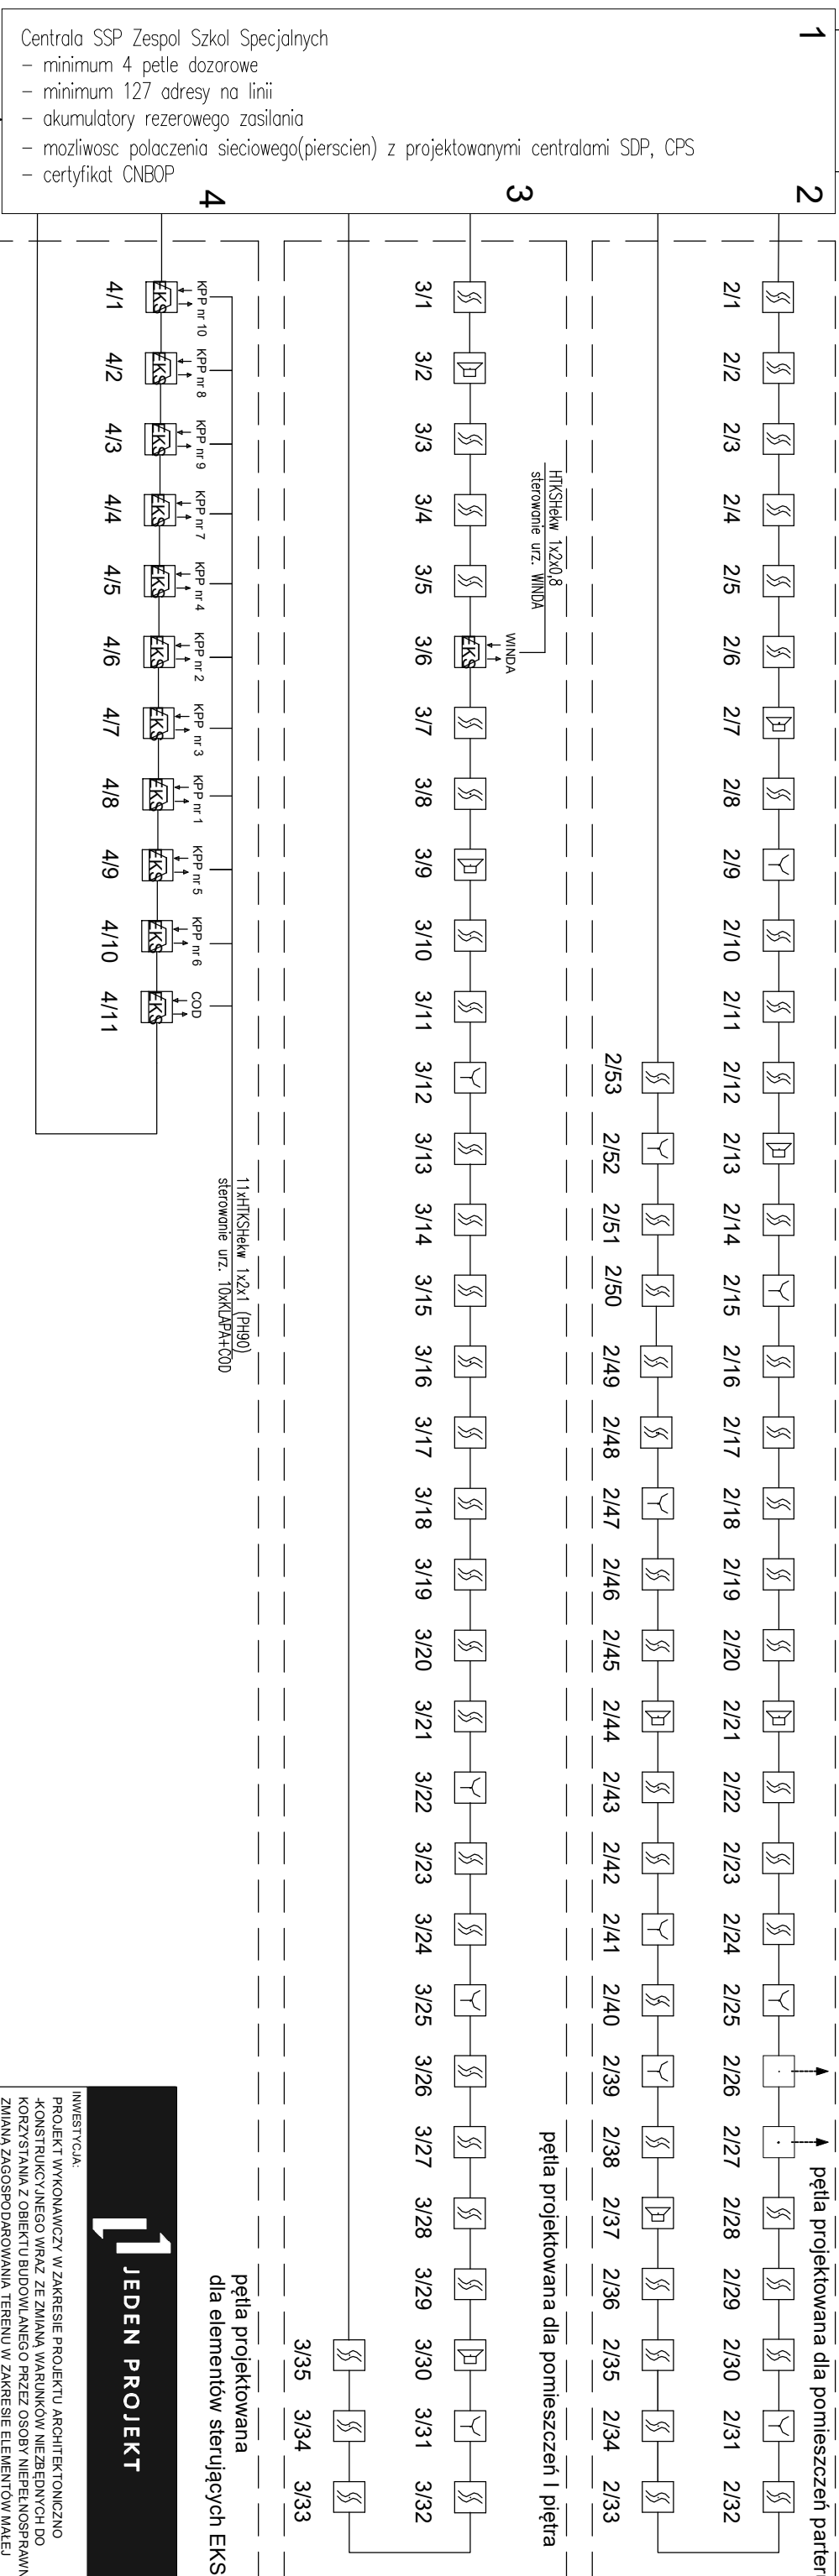 Centrala SSP Zespol Szkol Specjalnych
- minimum 4 petle dozorowe
- minimum 127 adresy na linii
- akumulatory rezerowego zasilania
- mozliwosc polaczenia sieciowego(pierscien) z projektowanymi centralami SDP, CPS
- certyfikat CNBOP
1
2
3
4
2/1
2/2
2/3
2/4
2/5
2/6
2/7
2/8
2/9
2/10
2/11
2/12
2/13
2/14
2/15
2/16
2/17
2/18
2/19
2/20
2/21
2/22
2/23
2/24
2/25
2/26
2/27
2/28
2/29
2/30
2/31
2/32
pętla projektowana dla pomieszczeń parter
2/53
2/52
2/51
2/50
2/49
2/48
2/47
2/46
2/45
2/44
2/43
2/42
2/41
2/40
2/39
2/38
2/37
2/36
2/35
2/34
2/33
HTKSHekw 1x2x0,8
sterowanie urz. WINDA
WINDA
EKS
3/1
3/2
3/3
3/4
3/5
3/6
3/7
3/8
3/9
3/10
3/11
3/12
3/13
3/14
3/15
3/16
3/17
3/18
3/19
3/20
3/21
3/22
3/23
3/24
3/25
3/26
3/27
3/28
3/29
3/30
3/31
3/32
pętla projektowana dla pomieszczeń I piętra
3/35
3/34
3/33
11xHTKSHekw 1x2x1 (PH90)
sterowanie urz. 10xKLAPA+COD
KPP nr 10
KPP nr 8
KPP nr 9
KPP nr 7
KPP nr 4
KPP nr 2
KPP nr 3
KPP nr 1
KPP nr 5
KPP nr 6
COD
EKS
EKS
EKS
EKS
EKS
EKS
EKS
EKS
EKS
EKS
EKS
4/1
4/2
4/3
4/4
4/5
4/6
4/7
4/8
4/9
4/10
4/11
pętla projektowana
dla elementów sterujących EKS
JEDEN PROJEKT
INWESTYCJA:
PROJEKT WYKONAWCZY W ZAKRESIE PROJEKTU ARCHITEKTONICZNO
-KONSTRUKCYJNEGO WRAZ ZE ZMIANĄ WARUNKÓW NIEZBĘDNYCH DO
KORZYSTANIA Z OBIEKTU BUDOWLANEGO PRZEZ OSOBY NIEPEŁNOSPRAWN
ZMIANA ZAGOSPODAROWANIA TERENU W ZAKRESIE ELEMENTÓW MAŁEJ